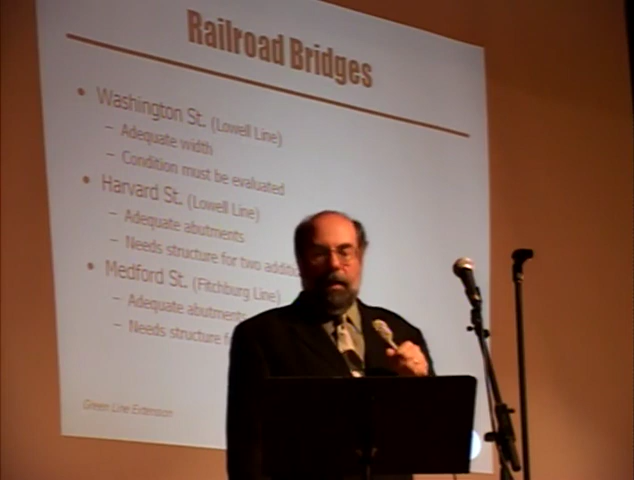 Railroad Bridges
• Washington St. (Lowell Line)
– Adequate width
– Condition must be evaluated
• Harvard St. (Lowell Line)
– Adequate abutments
– Needs structure for two
• Medford St. (Fitchburg Line)
– Adequate abutments
– Needs structure
Green Line Extension